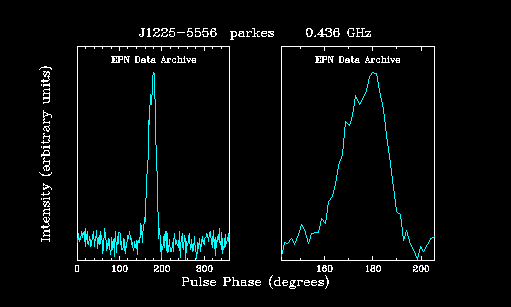 J1225-5556 parkes 0.436 GHz
EPN Data Archive
EPN Data Archive
Intensity (arbitrary units)
0 100 200 300
160 180 200
Pulse Phase (degrees)